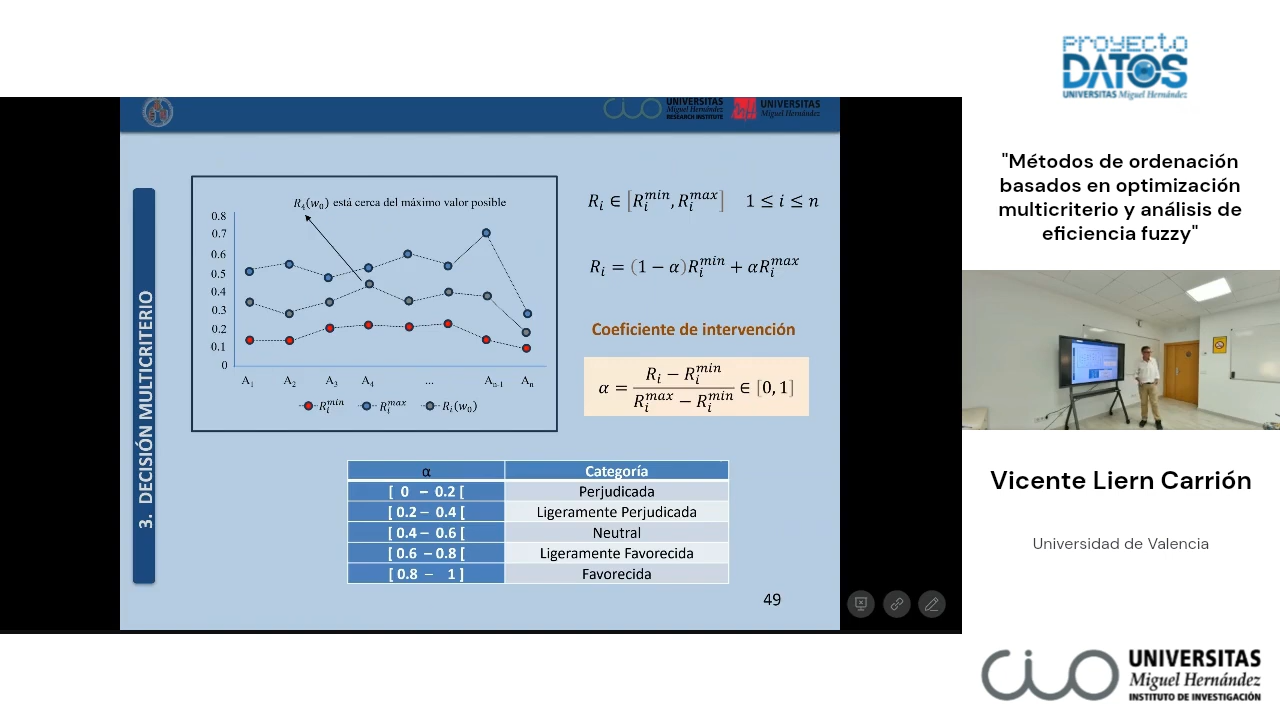 PROYECTO
DATOS
UNIVERSITAS Miguel Hernández
"Métodos de ordenación
basados en optimización
multicriterio y análisis de
eficiencia fuzzy"
Vicente Liern Carrión
Universidad de Valencia
CIO
UNIVERSITAS
Miguel Hernández
INSTITUTO DE INVESTIGACIÓN
CIO
UNIVERSITAS
Miguel Hernández
RESEARCH INSTITUTE
UNIVERSITAS
Miguel Hernández
3. DECISIÓN MULTICRITERIO
R₄(w₀) está cerca del máximo valor posible
0.8
0.7
0.6
0.5
0.4
0.3
0.2
0.1
0
A₁ A₂ A₃ A₄ ... Aₙ₋₁ Aₙ
Rᵢᵐⁱⁿ Rᵢᵐᵃˣ Rᵢ(w₀)
Rᵢ ∈ [Rᵢᵐⁱⁿ, Rᵢᵐᵃˣ] 1 ≤ i ≤ n
Rᵢ = (1 − α)Rᵢᵐⁱⁿ + αRᵢᵐᵃˣ
Coeficiente de intervención
α = (Rᵢ − Rᵢᵐⁱⁿ) / (Rᵢᵐᵃˣ − Rᵢᵐⁱⁿ) ∈ [0, 1]
α Categoría
[ 0 – 0.2 [ Perjudicada
[ 0.2 – 0.4 [ Ligeramente Perjudicada
[ 0.4 – 0.6 [ Neutral
[ 0.6 – 0.8 [ Ligeramente Favorecida
[ 0.8 – 1 ] Favorecida
49